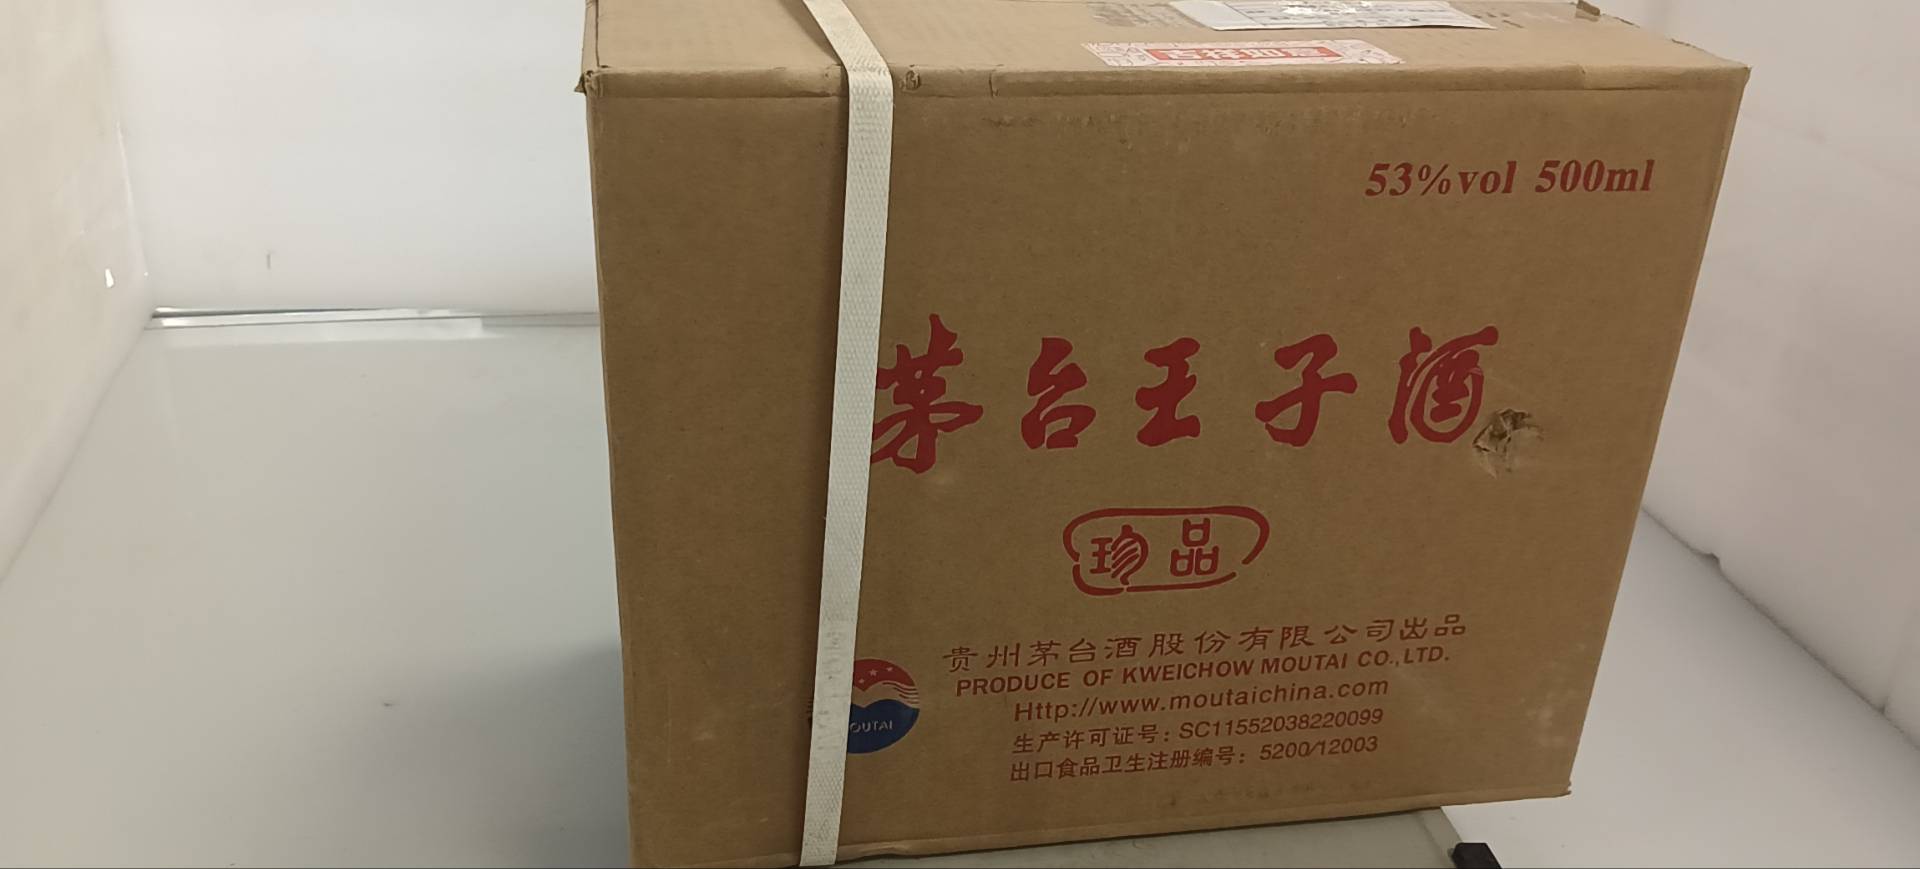 53%vol 500ml
茅台王子酒
珍品
贵州茅台酒股份有限公司出品
PRODUCE OF KWEICHOW MOUTAI CO.,LTD.
Http://www.moutaichina.com
生产许可证号: SC11552038220099
出口食品卫生注册编号: 5200/12003
OUTAI